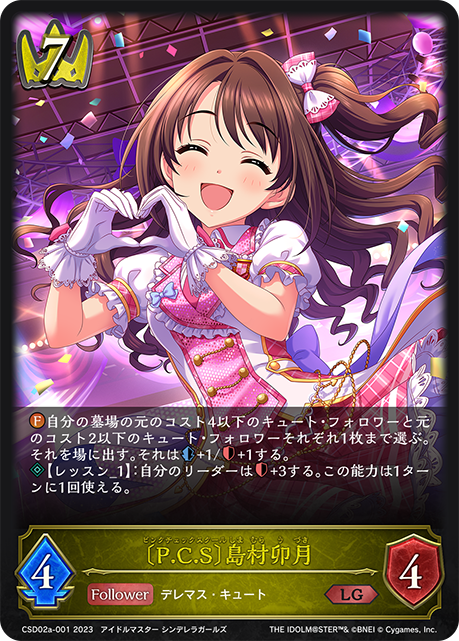 7
Ⓕ自分の墓場の元のコスト4以下のキュート・フォロワーと元
のコスト2以下のキュート・フォロワーそれぞれ1枚まで選ぶ。
それを場に出す。それは+1/+1する。
【レッスン_1】:自分のリーダーは+3する。この能力は1ター
ンに1回使える。
ピンクチェックスクール しまむらうづき
〔P.C.S〕島村卯月
4
Follower デレマス・キュート LG
4
CSD02a-001 2023 アイドルマスター シンデレラガールズ THE IDOLM@STER™& ©BNEI © Cygames, Inc.